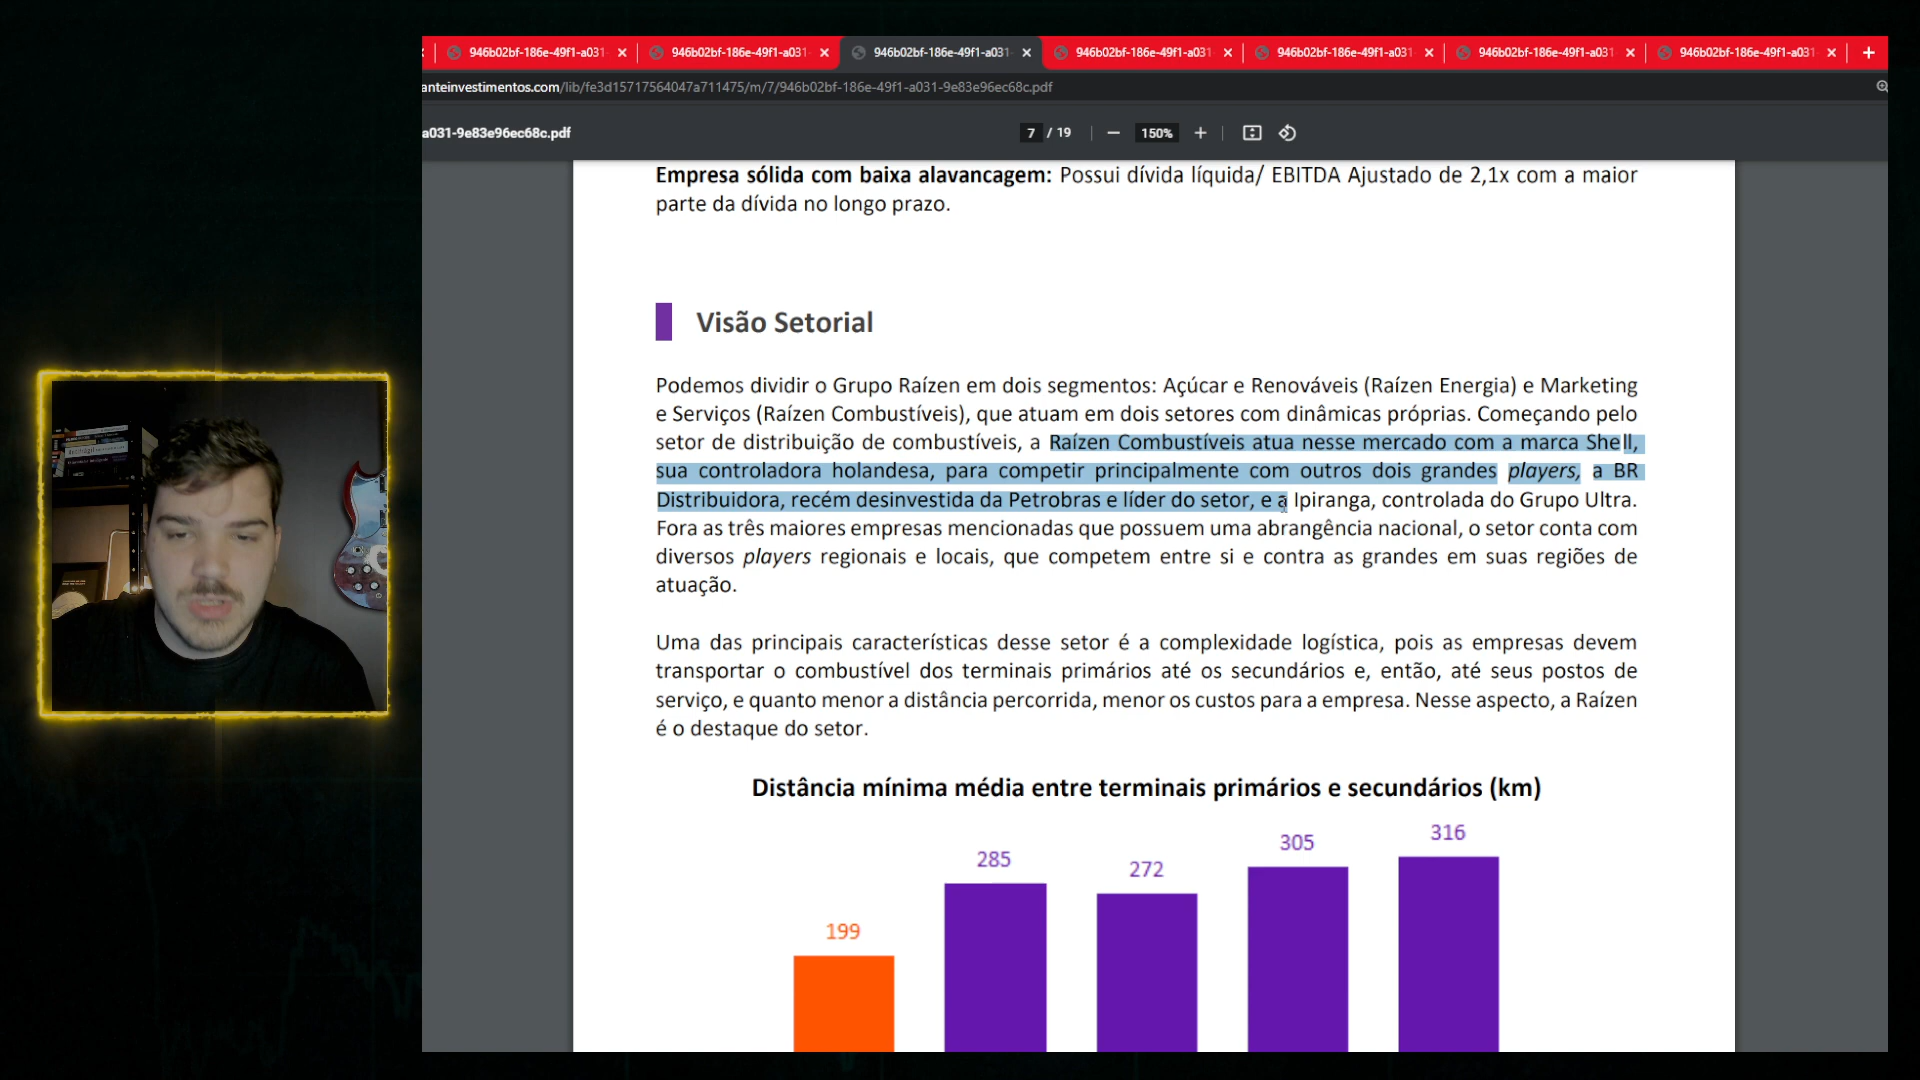 946b02bf-186e-49f1-a031-
946b02bf-186e-49f1-a031
946b02bf-186e-49f1-a031-
946b02bf-186e-49f1-a031
946b02bf-186e-49f1-a031
946b02bf-186e-49f1-a031
946b02bf-186e-49f1-a031
anteinvestimentos.com/lib/fe3d15717564047a711475/m/7/946b02bf-186e-49f1-a031-9e83e96ec68c.pdf
a031-9e83e96ec68c.pdf
7 / 19
150%
Empresa sólida com baixa alavancagem: Possui dívida líquida/ EBITDA Ajustado de 2,1x com a maior
parte da dívida no longo prazo.
Visão Setorial
Podemos dividir o Grupo Raízen em dois segmentos: Açúcar e Renováveis (Raízen Energia) e Marketing
e Serviços (Raízen Combustíveis), que atuam em dois setores com dinâmicas próprias. Começando pelo
setor de distribuição de combustíveis, a Raízen Combustíveis atua nesse mercado com a marca Shell,
sua controladora holandesa, para competir principalmente com outros dois grandes players, a BR
Distribuidora, recém desinvestida da Petrobras e líder do setor, e a Ipiranga, controlada do Grupo Ultra.
Fora as três maiores empresas mencionadas que possuem uma abrangência nacional, o setor conta com
diversos players regionais e locais, que competem entre si e contra as grandes em suas regiões de
atuação.
Uma das principais características desse setor é a complexidade logística, pois as empresas devem
transportar o combustível dos terminais primários até os secundários e, então, até seus postos de
serviço, e quanto menor a distância percorrida, menor os custos para a empresa. Nesse aspecto, a Raízen
é o destaque do setor.
Distância mínima média entre terminais primários e secundários (km)
199
285
272
305
316